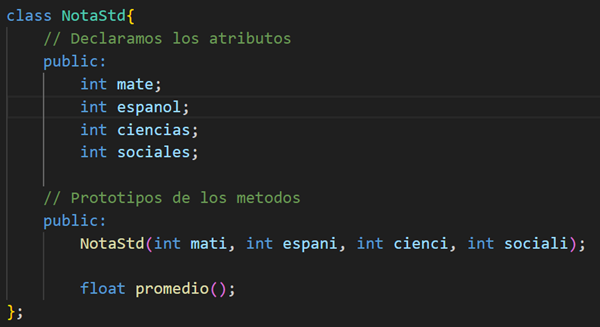 class NotaStd{
// Declaramos los atributos
public:
int mate;
int espanol;
int ciencias;
int sociales;
// Prototipos de los metodos
public:
NotaStd(int mati, int espani, int cienci, int sociali);
float promedio();
};